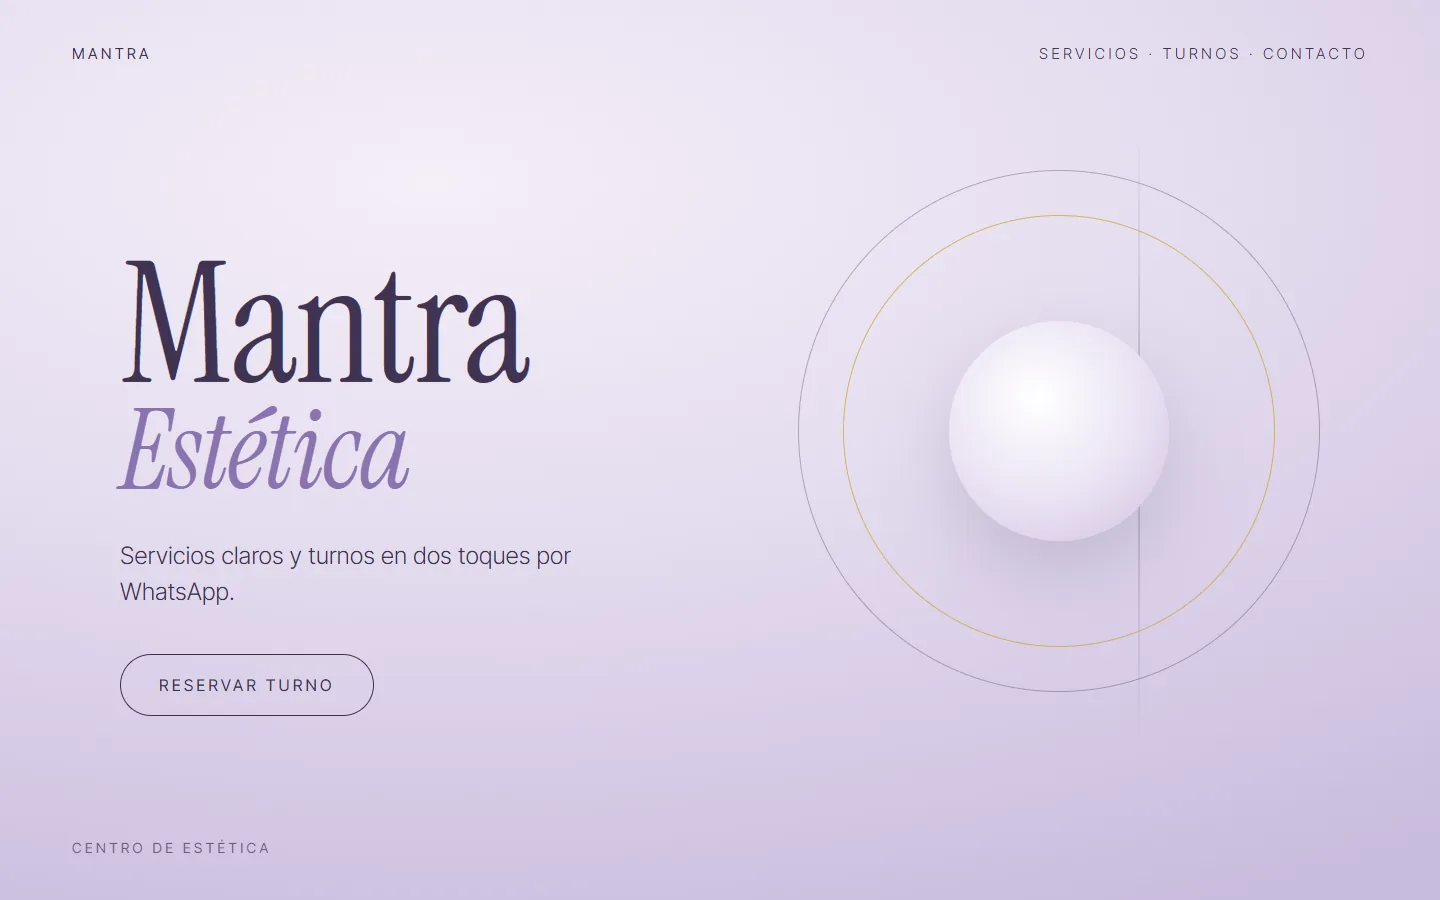 MANTRA
SERVICIOS · TURNOS · CONTACTO
Mantra
Estética
Servicios claros y turnos en dos toques por
WhatsApp.
RESERVAR TURNO
CENTRO DE ESTÉTICA